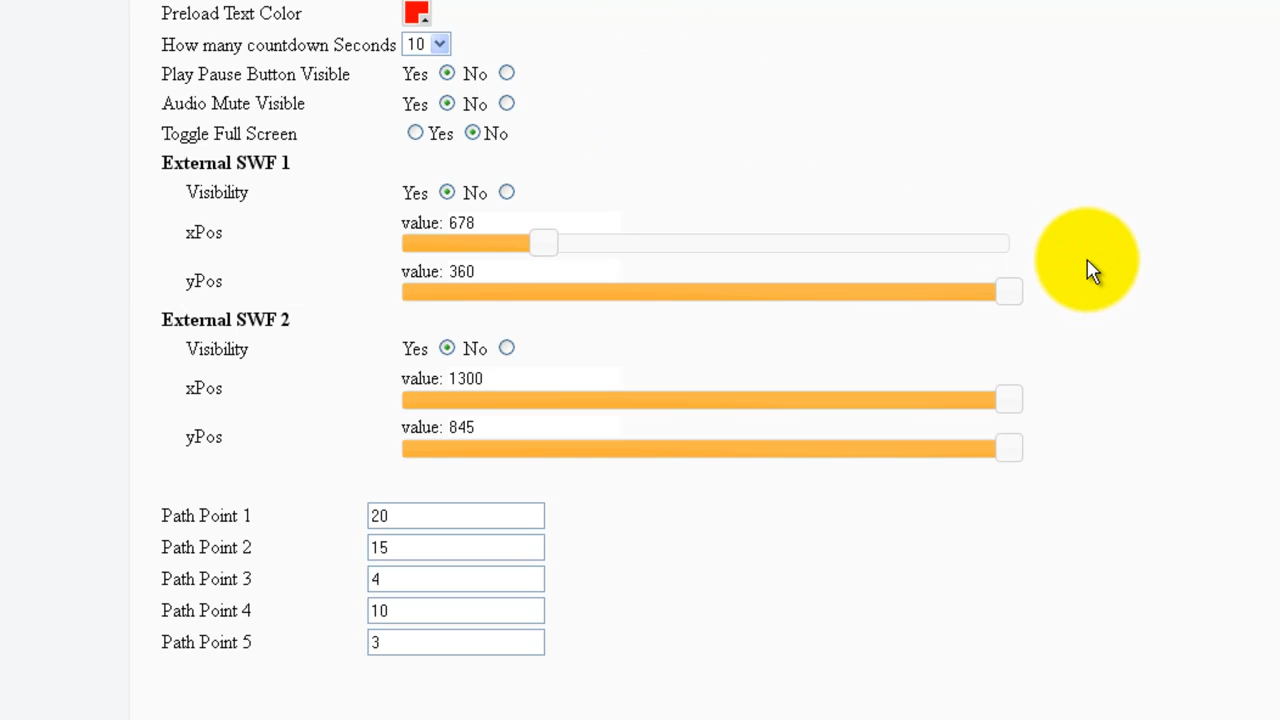 Preload Text Color
How many countdown Seconds 10
Play Pause Button Visible Yes No
Audio Mute Visible Yes No
Toggle Full Screen Yes No
External SWF 1
Visibility Yes No
value: 678
xPos
value: 360
yPos
External SWF 2
Visibility Yes No
value: 1300
xPos
value: 845
yPos
Path Point 1 20
Path Point 2 15
Path Point 3 4
Path Point 4 10
Path Point 5 3